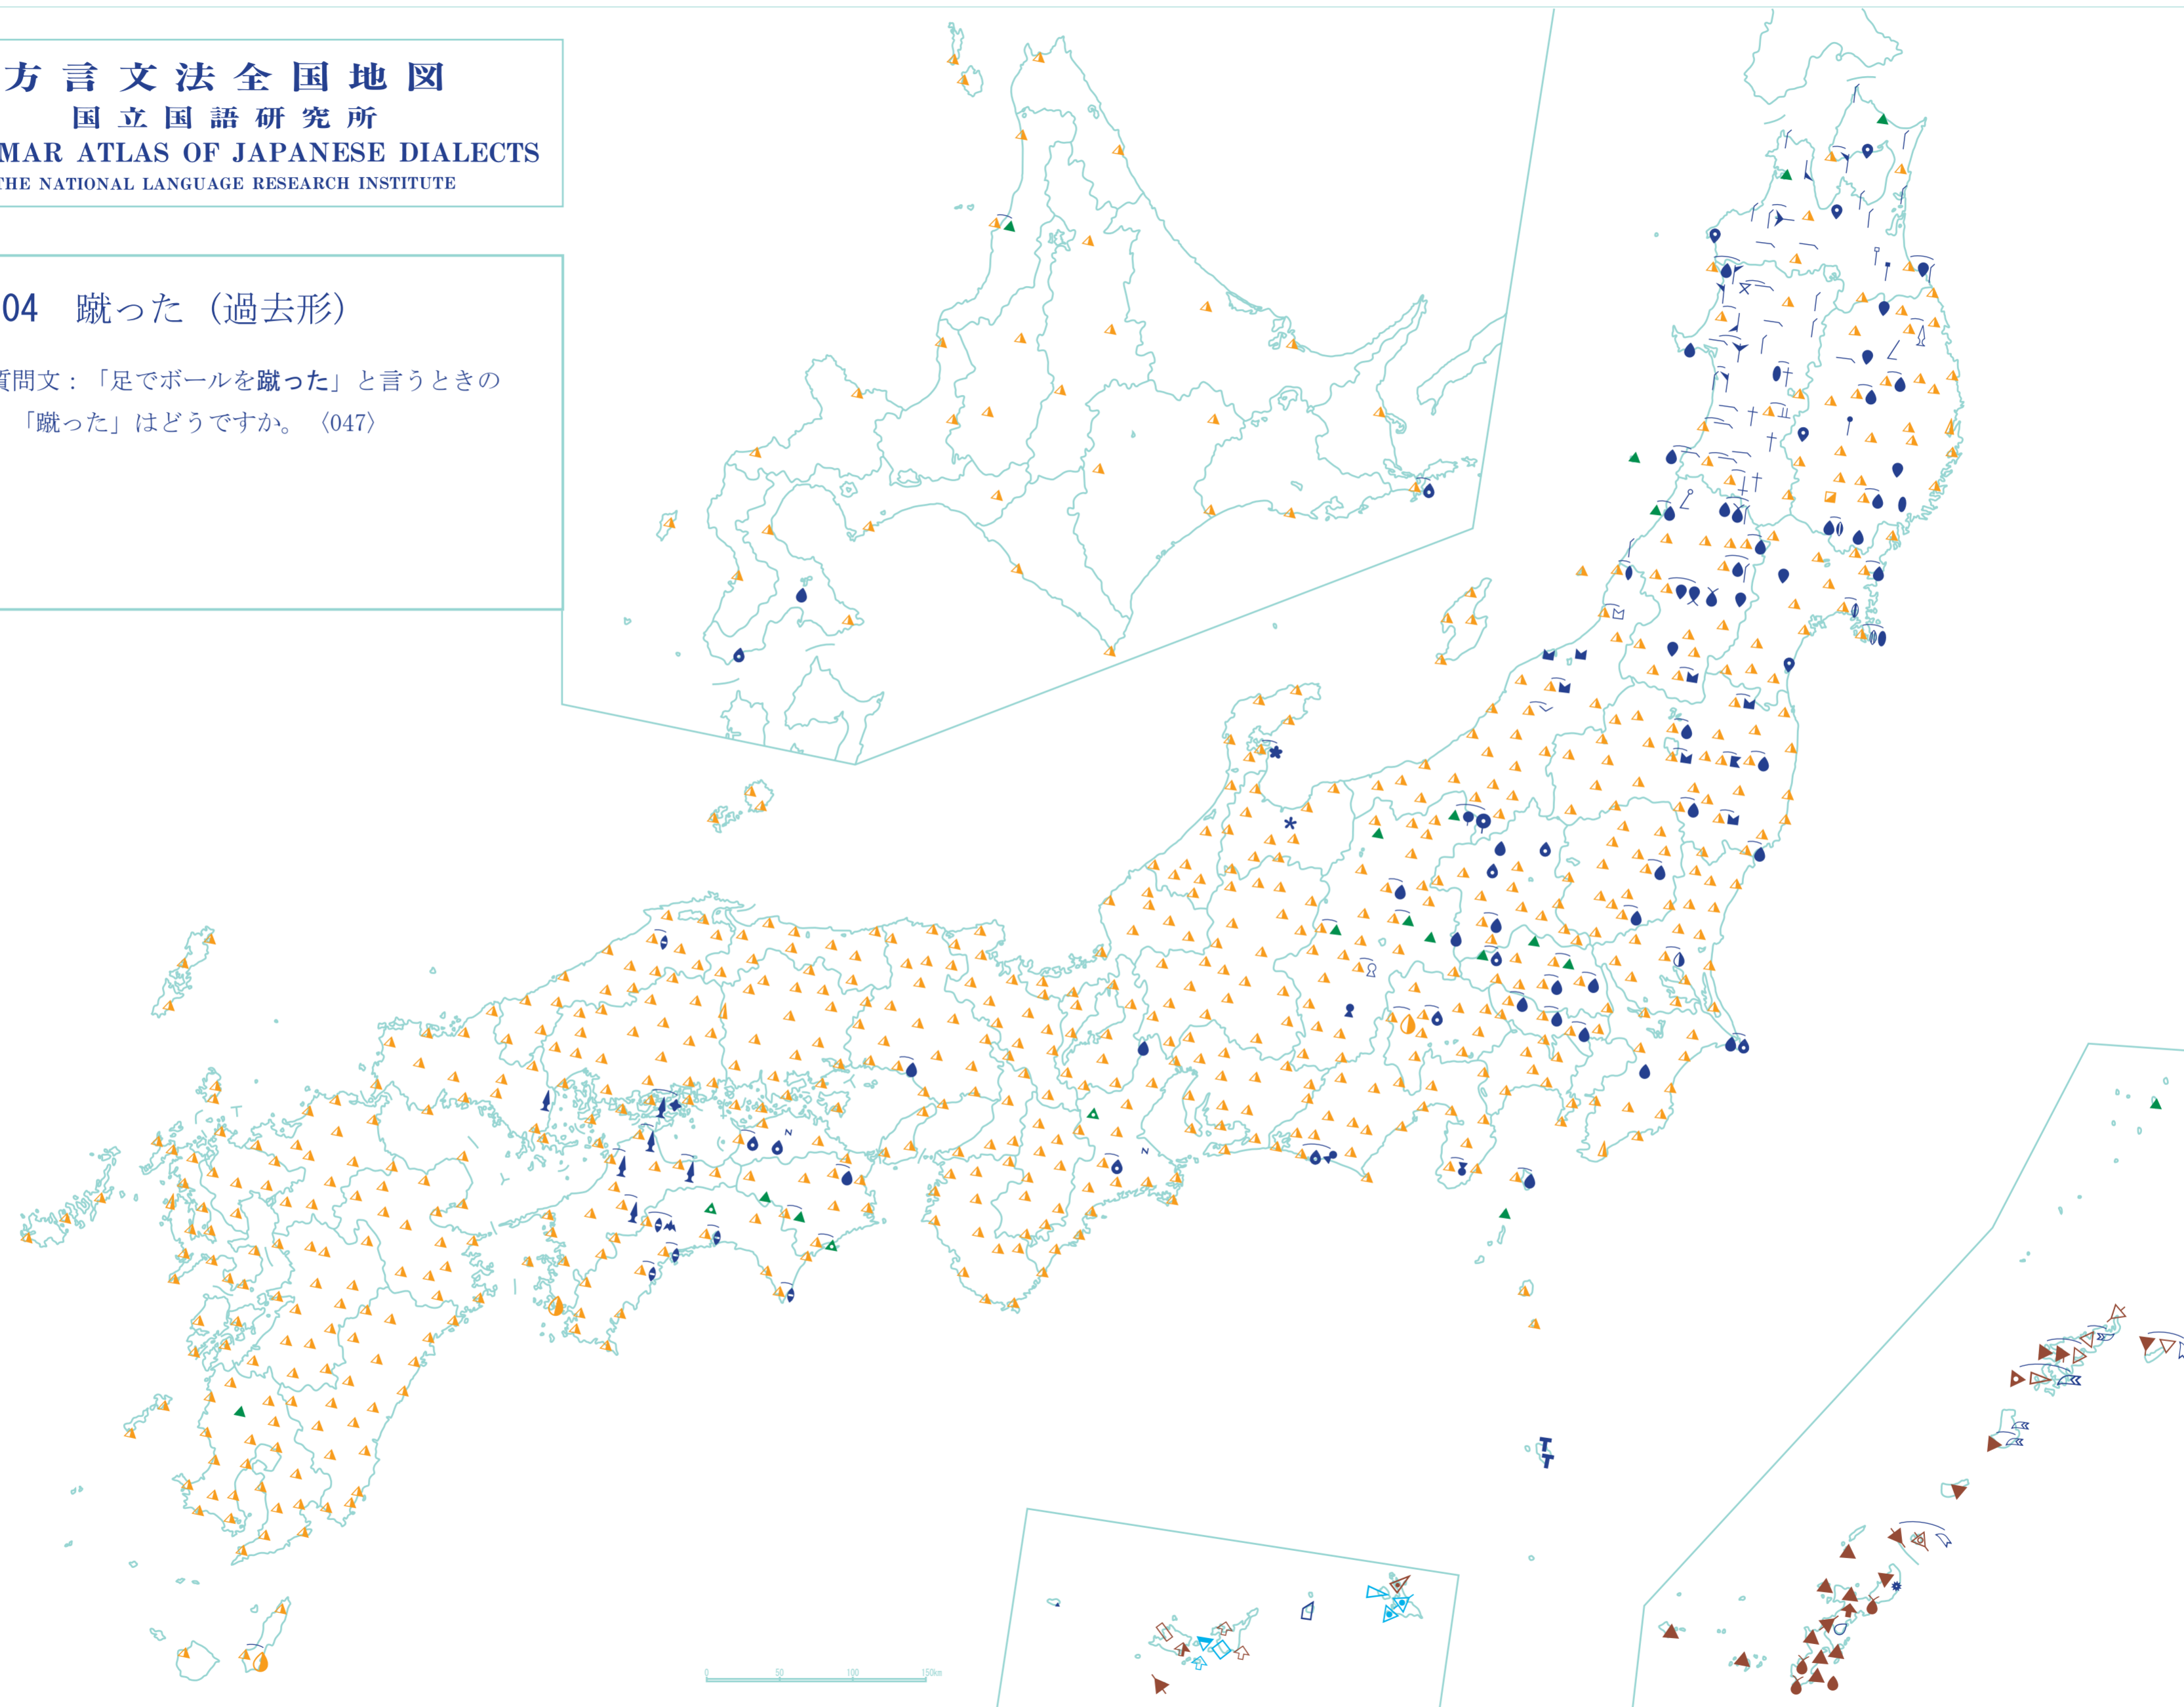 方言文法全国地図
国立国語研究所
MAR ATLAS OF JAPANESE DIALECTS
THE NATIONAL LANGUAGE RESEARCH INSTITUTE
04 蹴った（過去形）
質問文：「足でボールを蹴った」と言うときの
「蹴った」はどうですか。〈047〉
0 50 100 150km